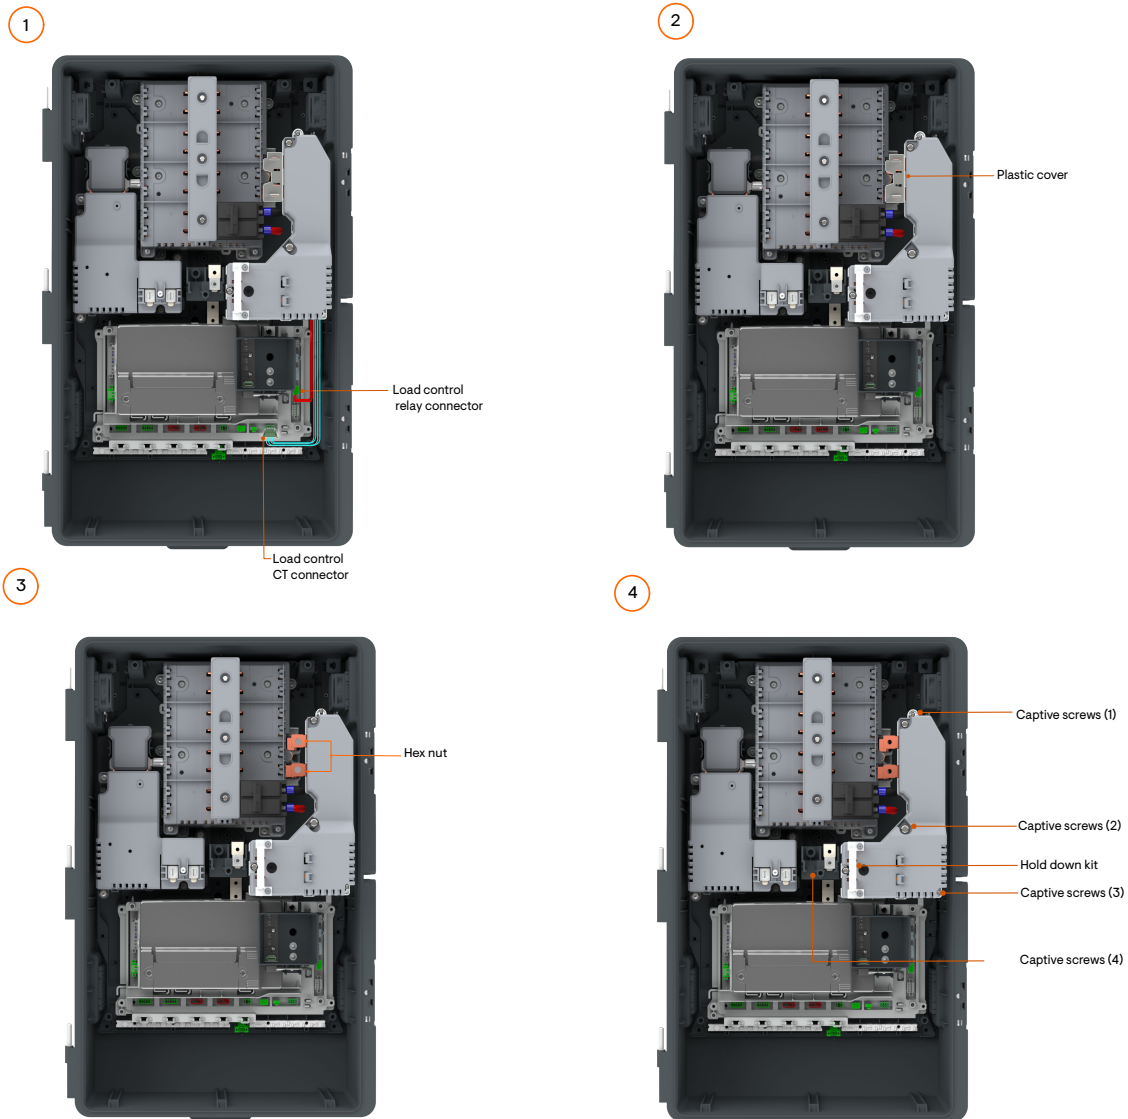 1
2
Plastic cover
Load control
relay connector
Load control
CT connector
3
4
Hex nut
Captive screws (1)
Captive screws (2)
Hold down kit
Captive screws (3)
Captive screws (4)